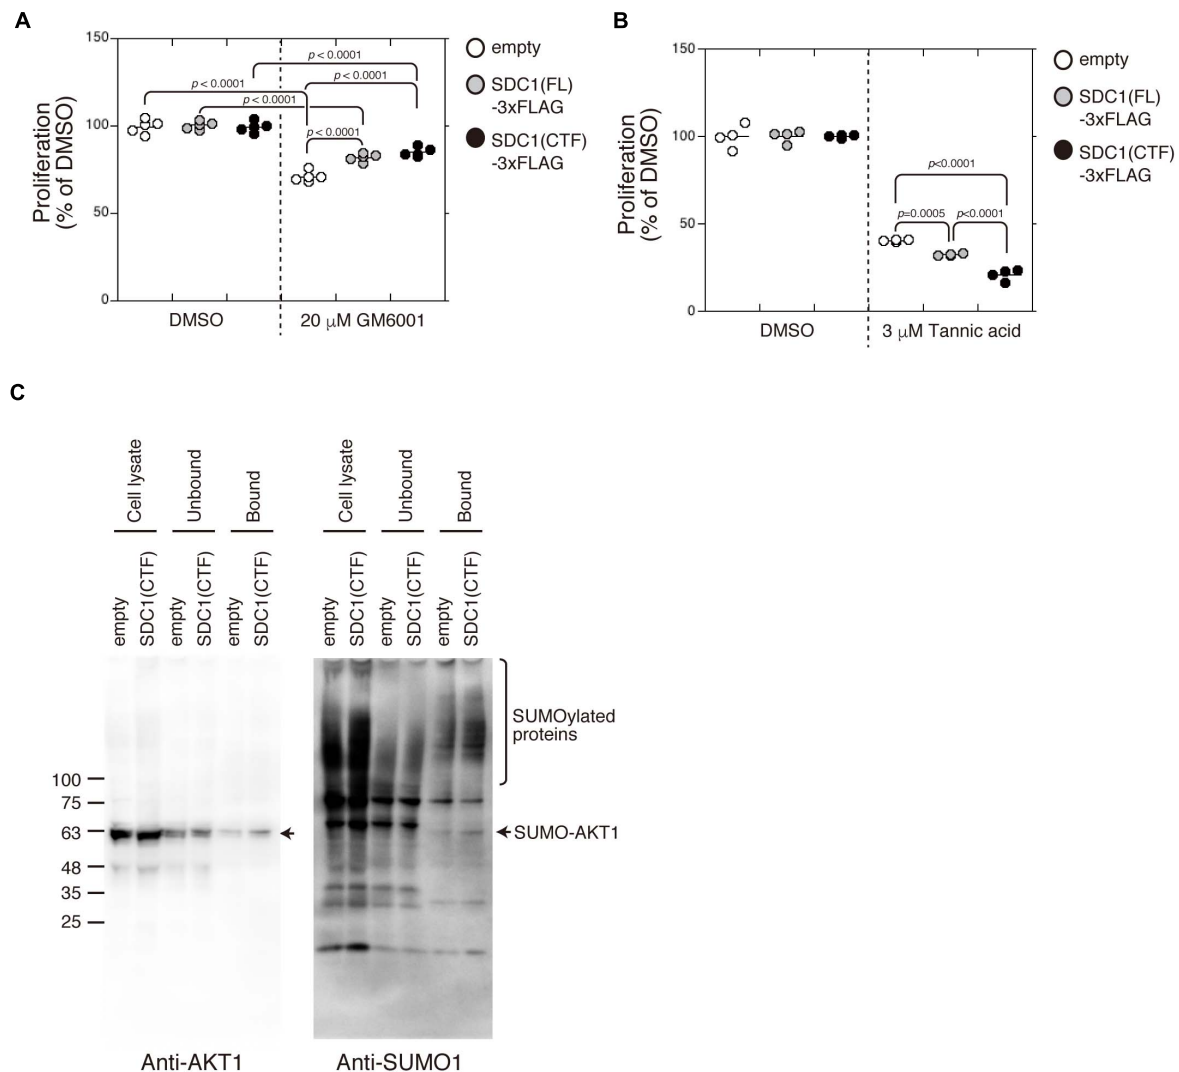 A
150
100
50
0
Proliferation
(% of DMSO)
p < 0.0001
p < 0.0001
p < 0.0001
p < 0.0001
p < 0.0001
DMSO
20 μM GM6001
empty
SDC1(FL)
-3xFLAG
SDC1(CTF)
-3xFLAG
B
150
100
50
0
Proliferation
(% of DMSO)
p<0.0001
p=0.0005
p<0.0001
DMSO
3 μM Tannic acid
empty
SDC1(FL)
-3xFLAG
SDC1(CTF)
-3xFLAG
C
Cell lysate
Unbound
Bound
empty
SDC1(CTF)
empty
SDC1(CTF)
empty
SDC1(CTF)
100
75
63
48
35
25
Anti-AKT1
Cell lysate
Unbound
Bound
empty
SDC1(CTF)
empty
SDC1(CTF)
empty
SDC1(CTF)
SUMOylated
proteins
SUMO-AKT1
Anti-SUMO1